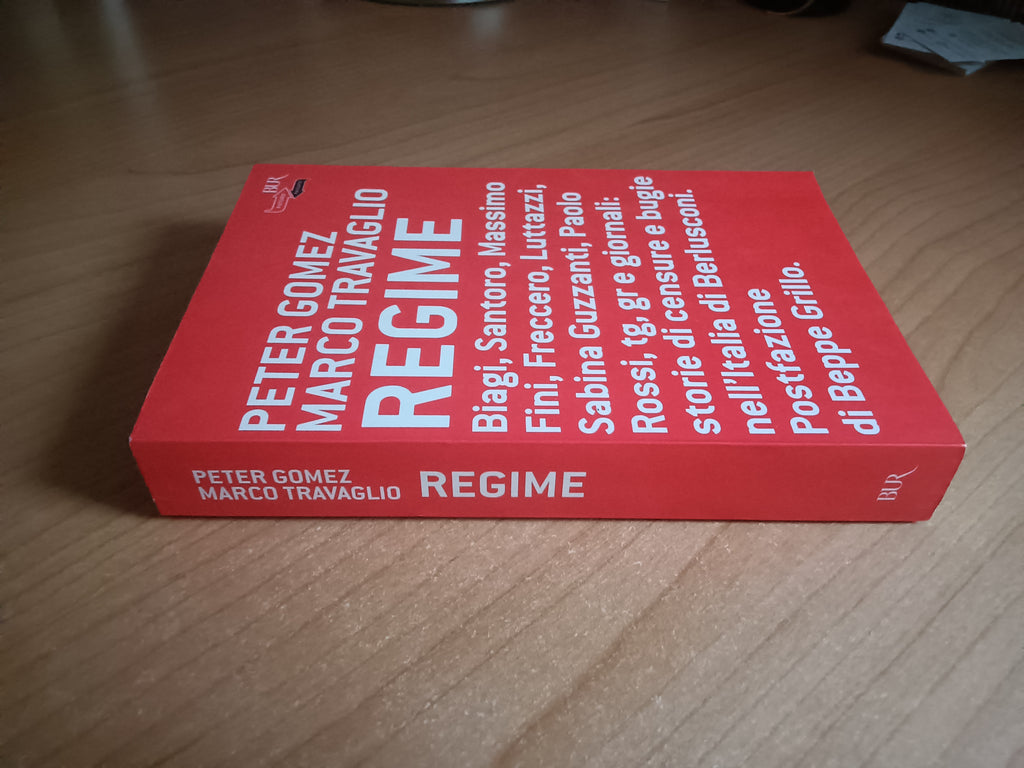 BUR
PETER GOMEZ
MARCO TRAVAGLIO
REGIME
Biagi, Santoro, Massimo
Fini, Freccero, Luttazzi,
Sabina Guzzanti, Paolo
Rossi, tg, gr e giornali:
storie di censure e bugie
nell'Italia di Berlusconi.
Postfazione
di Beppe Grillo.
PETER GOMEZ
MARCO TRAVAGLIO
REGIME
BUR